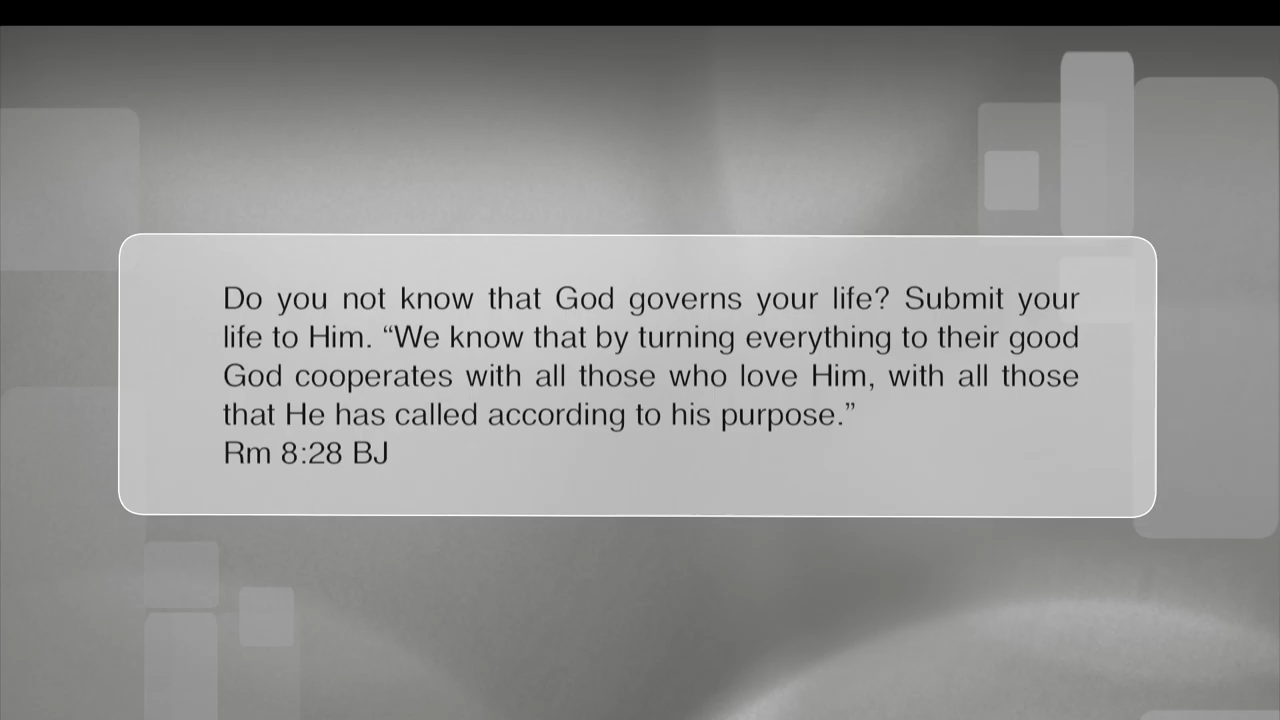 Do you not know that God governs your life? Submit your
life to Him. “We know that by turning everything to their good
God cooperates with all those who love Him, with all those
that He has called according to his purpose.”
Rm 8:28 BJ